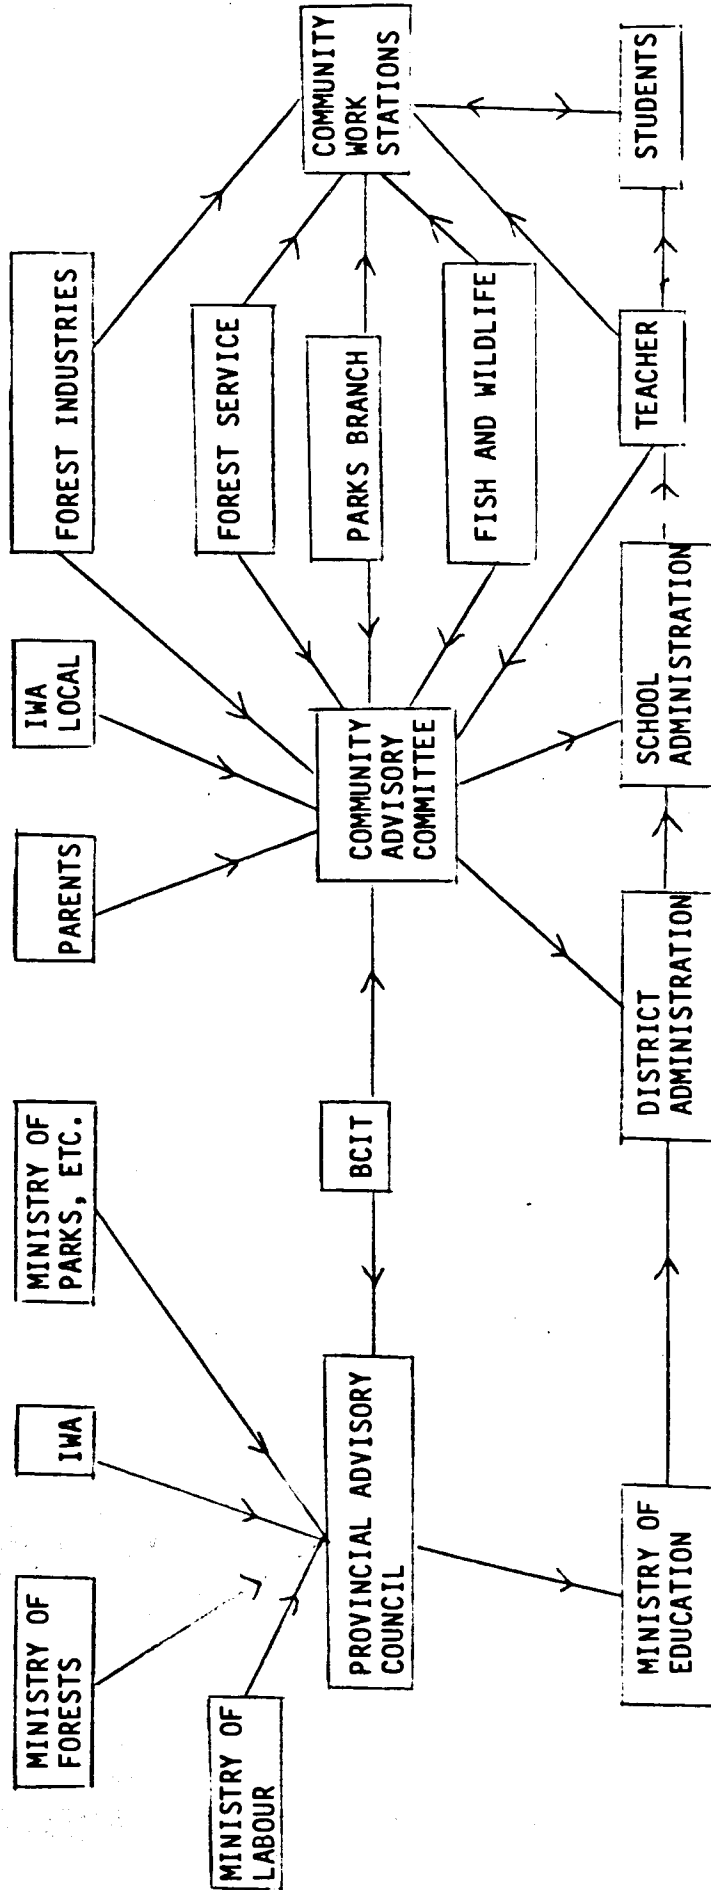 MINISTRY OF
FORESTS
IWA
MINISTRY OF
PARKS, ETC.
PARENTS
IWA
LOCAL
FOREST INDUSTRIES
MINISTRY OF
LABOUR
FOREST SERVICE
PROVINCIAL ADVISORY
COUNCIL
BCIT
COMMUNITY
ADVISORY
COMMITTEE
PARKS BRANCH
COMMUNITY
WORK
STATIONS
FISH AND WILDLIFE
MINISTRY OF
EDUCATION
DISTRICT
ADMINISTRATION
SCHOOL
ADMINISTRATION
TEACHER
STUDENTS